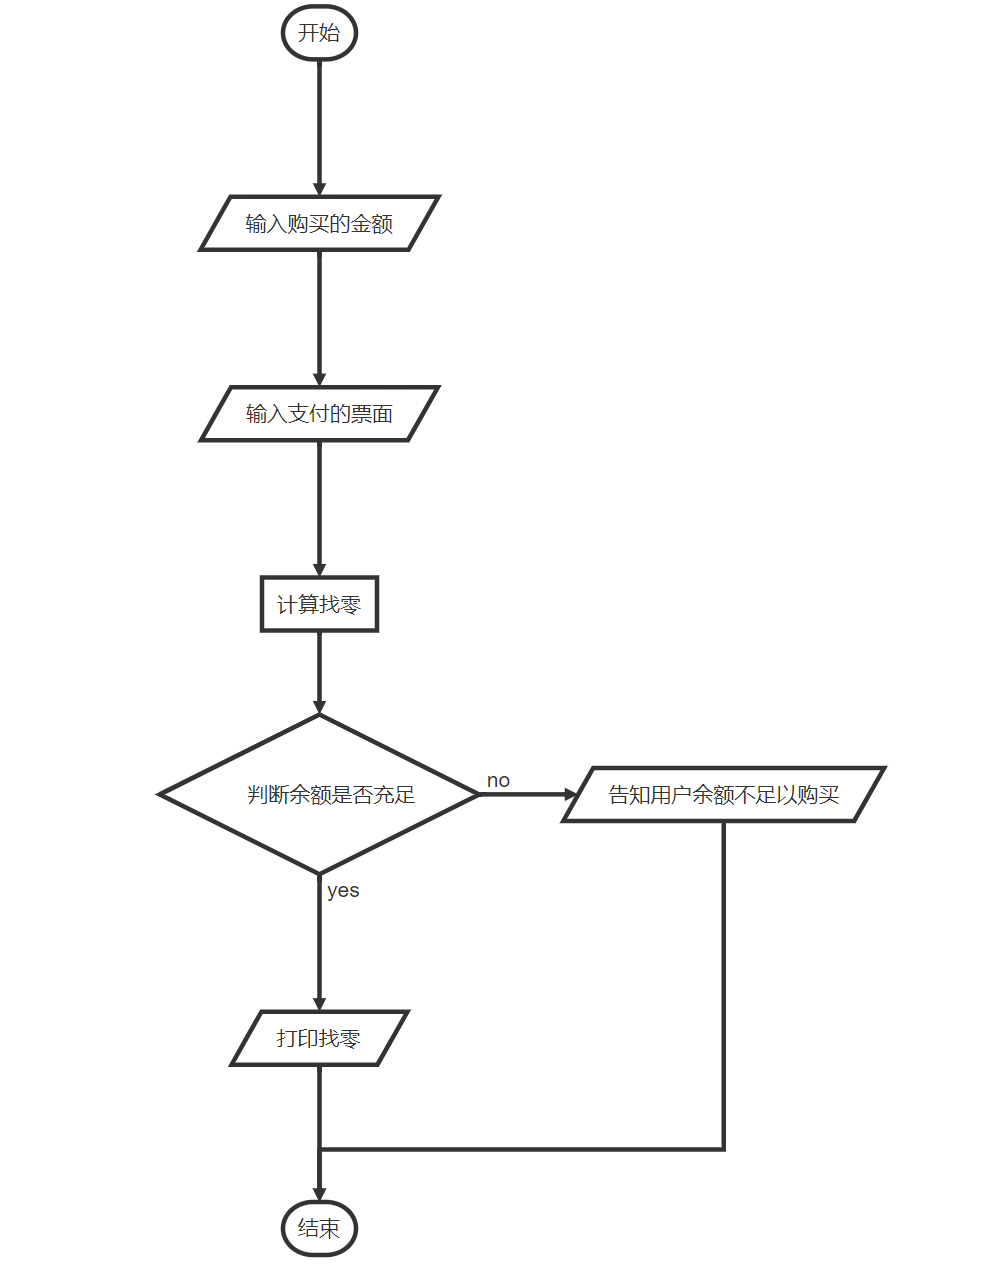 开始
输入购买的金额
输入支付的票面
计算找零
判断余额是否充足
no
告知用户余额不足以购买
yes
打印找零
结束